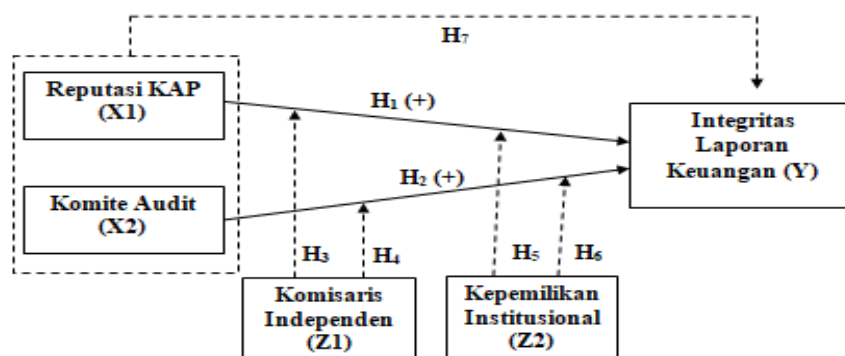 H7
Reputasi KAP
(X1)
H1 (+)
Integritas
Laporan
Keuangan (Y)
H2 (+)
Komite Audit
(X2)
H3
H4
H5
H6
Komisaris
Independen
(Z1)
Kepemilikan
Institusional
(Z2)